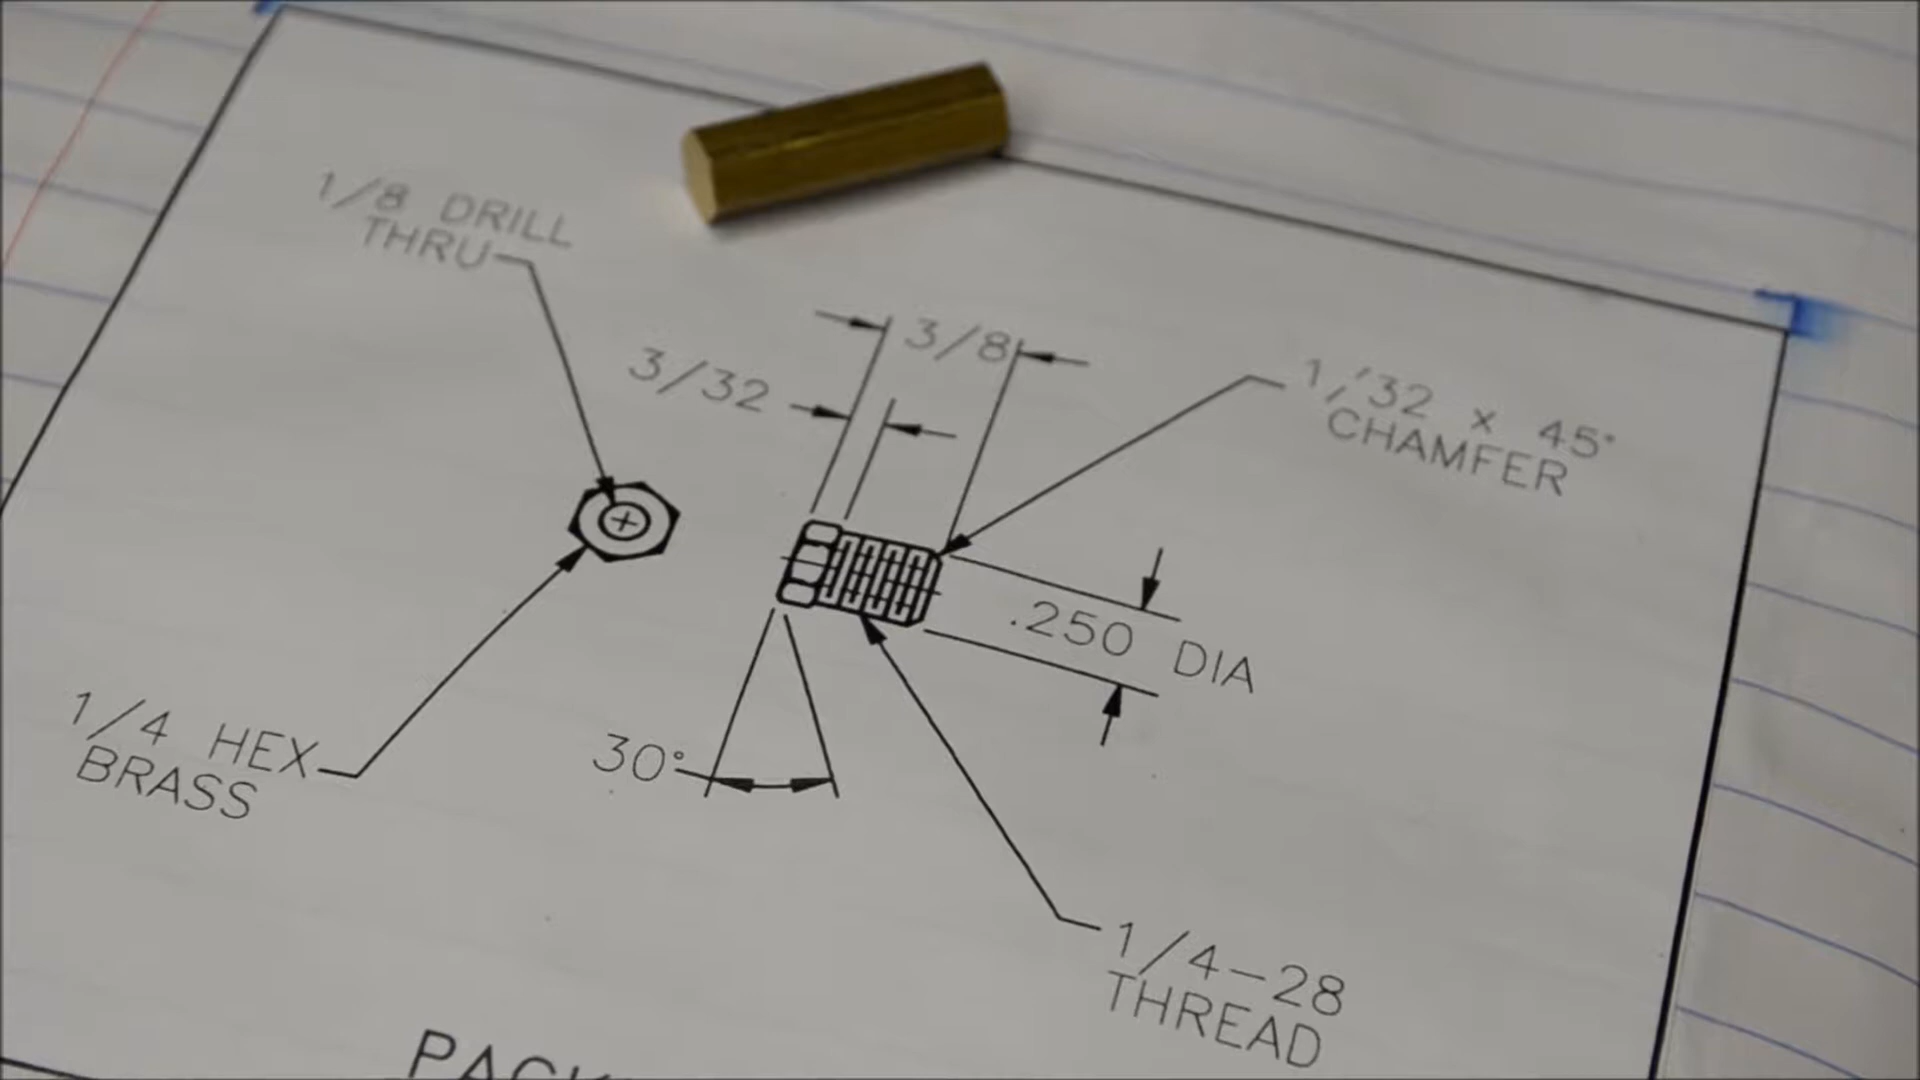 1/8 DRILL
THRU
3/8
3/32
1/32 x 45°
CHAMFER
.250 DIA
1/4 HEX
BRASS
30°
1/4-28
THREAD